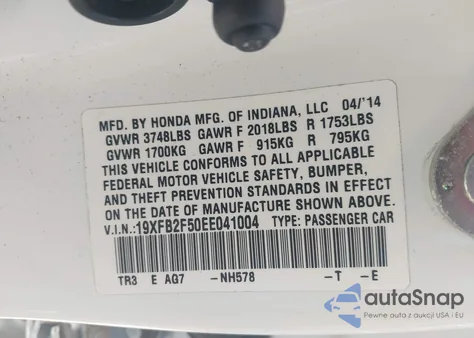 MFD. BY HONDA MFG. OF INDIANA, LLC 04/'14
GVWR 3748LBS GAWR F 2018LBS R 1753LBS
GVWR 1700KG GAWR F 915KG R 795KG
THIS VEHICLE CONFORMS TO ALL APPLICABLE
FEDERAL MOTOR VEHICLE SAFETY, BUMPER,
AND THEFT PREVENTION STANDARDS IN EFFECT
ON THE DATE OF MANUFACTURE SHOWN ABOVE.
V.I.N.: 19XFB2F50EE041004 TYPE: PASSENGER CAR
TR3 E AG7 -NH578 -T -E
autoSnap
Pewne auta z aukcji USA i EU